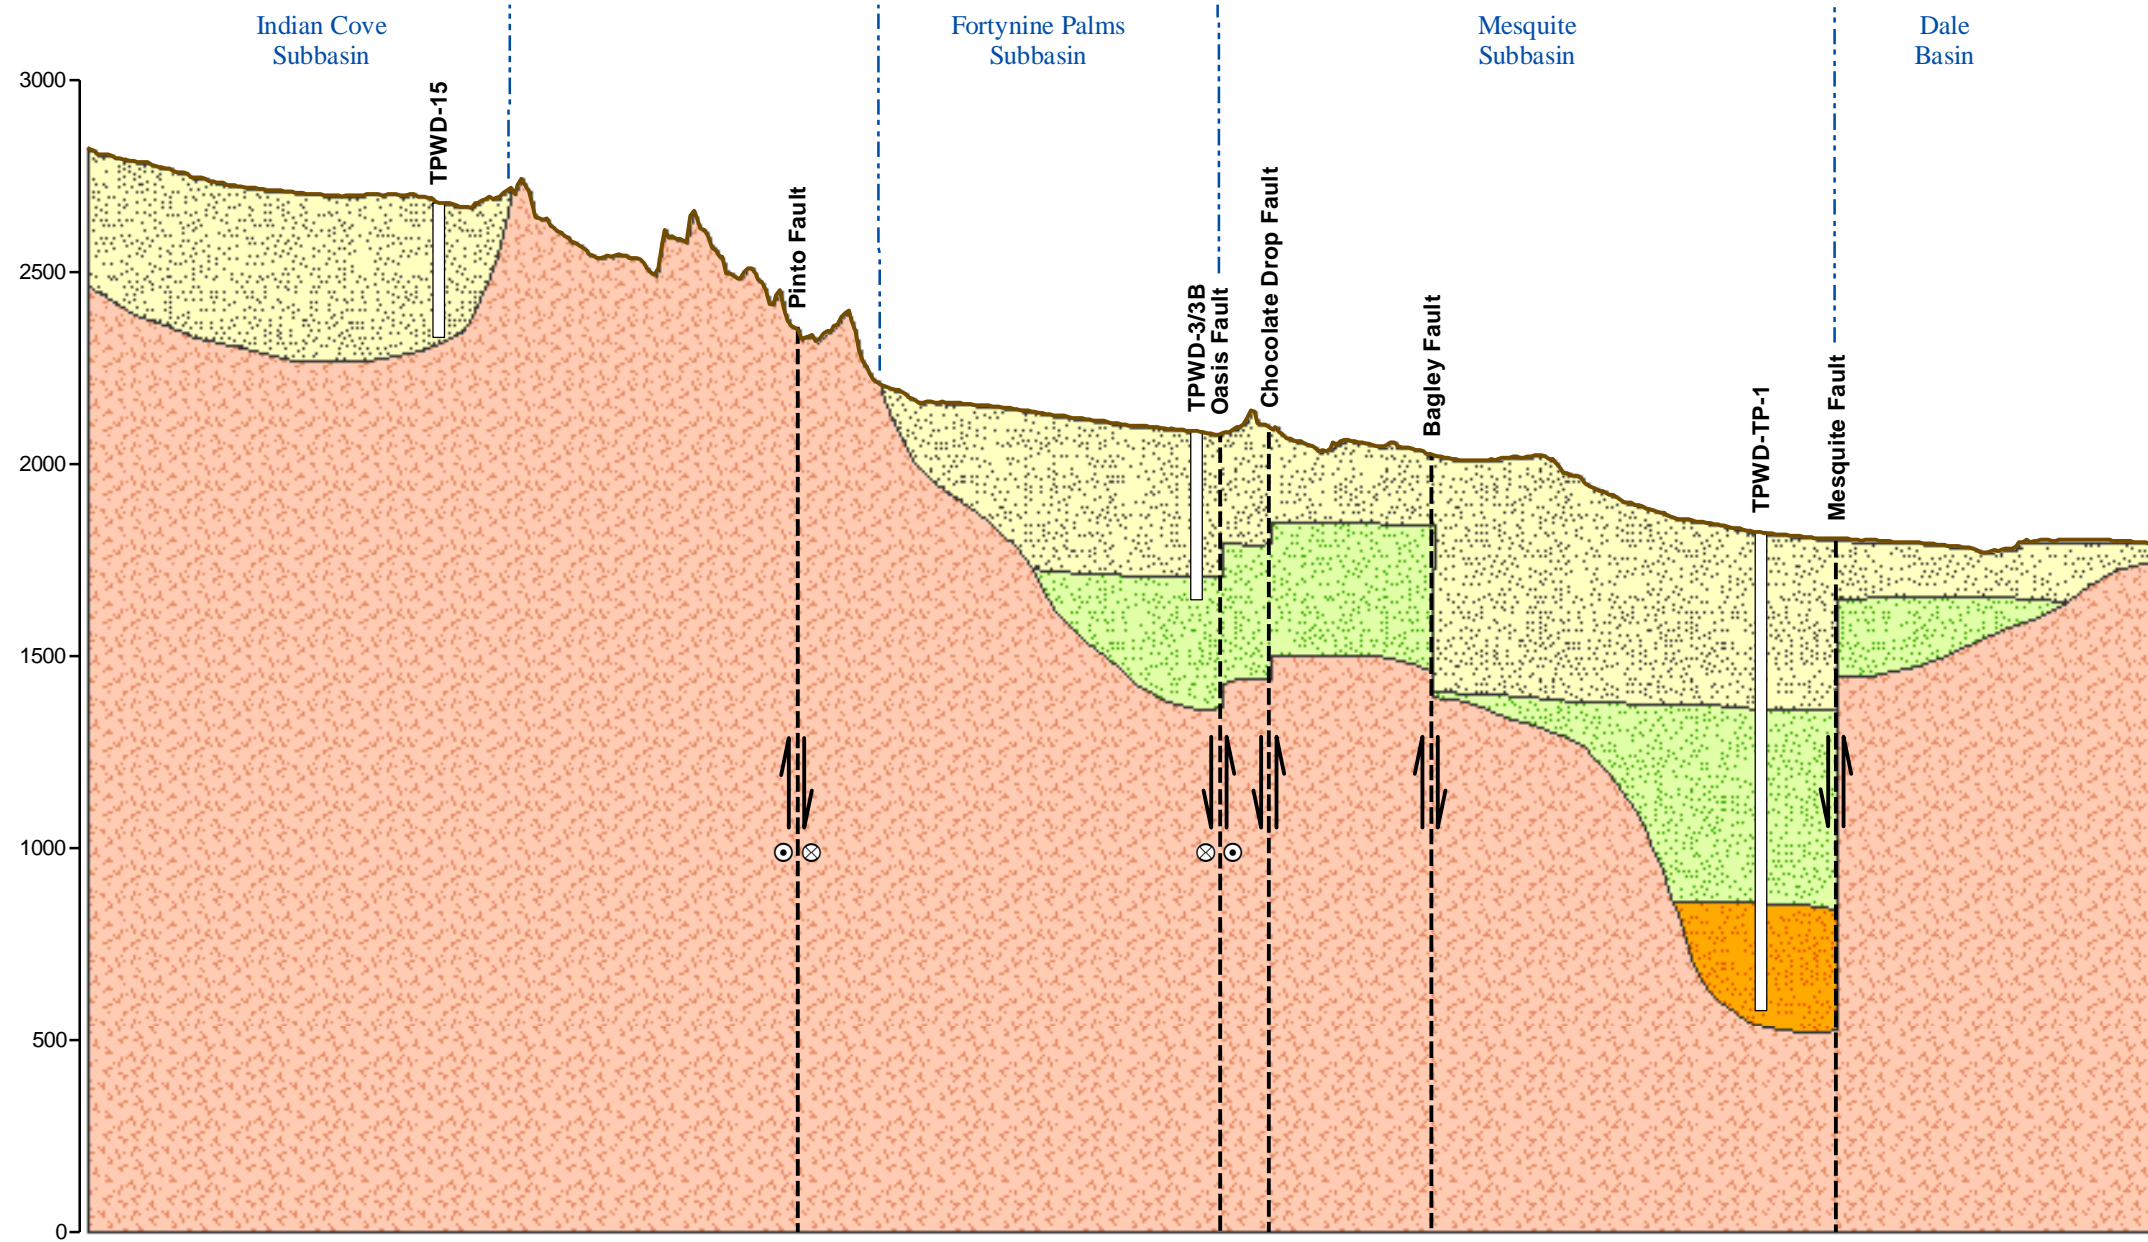 Indian Cove
Subbasin
Fortynine Palms
Subbasin
Mesquite
Subbasin
Dale
Basin
3000
2500
2000
1500
1000
500
0
TPWD-15
Pinto Fault
TPWD-3/3B
Oasis Fault
Chocolate Drop Fault
Bagley Fault
TPWD-TP-1
Mesquite Fault